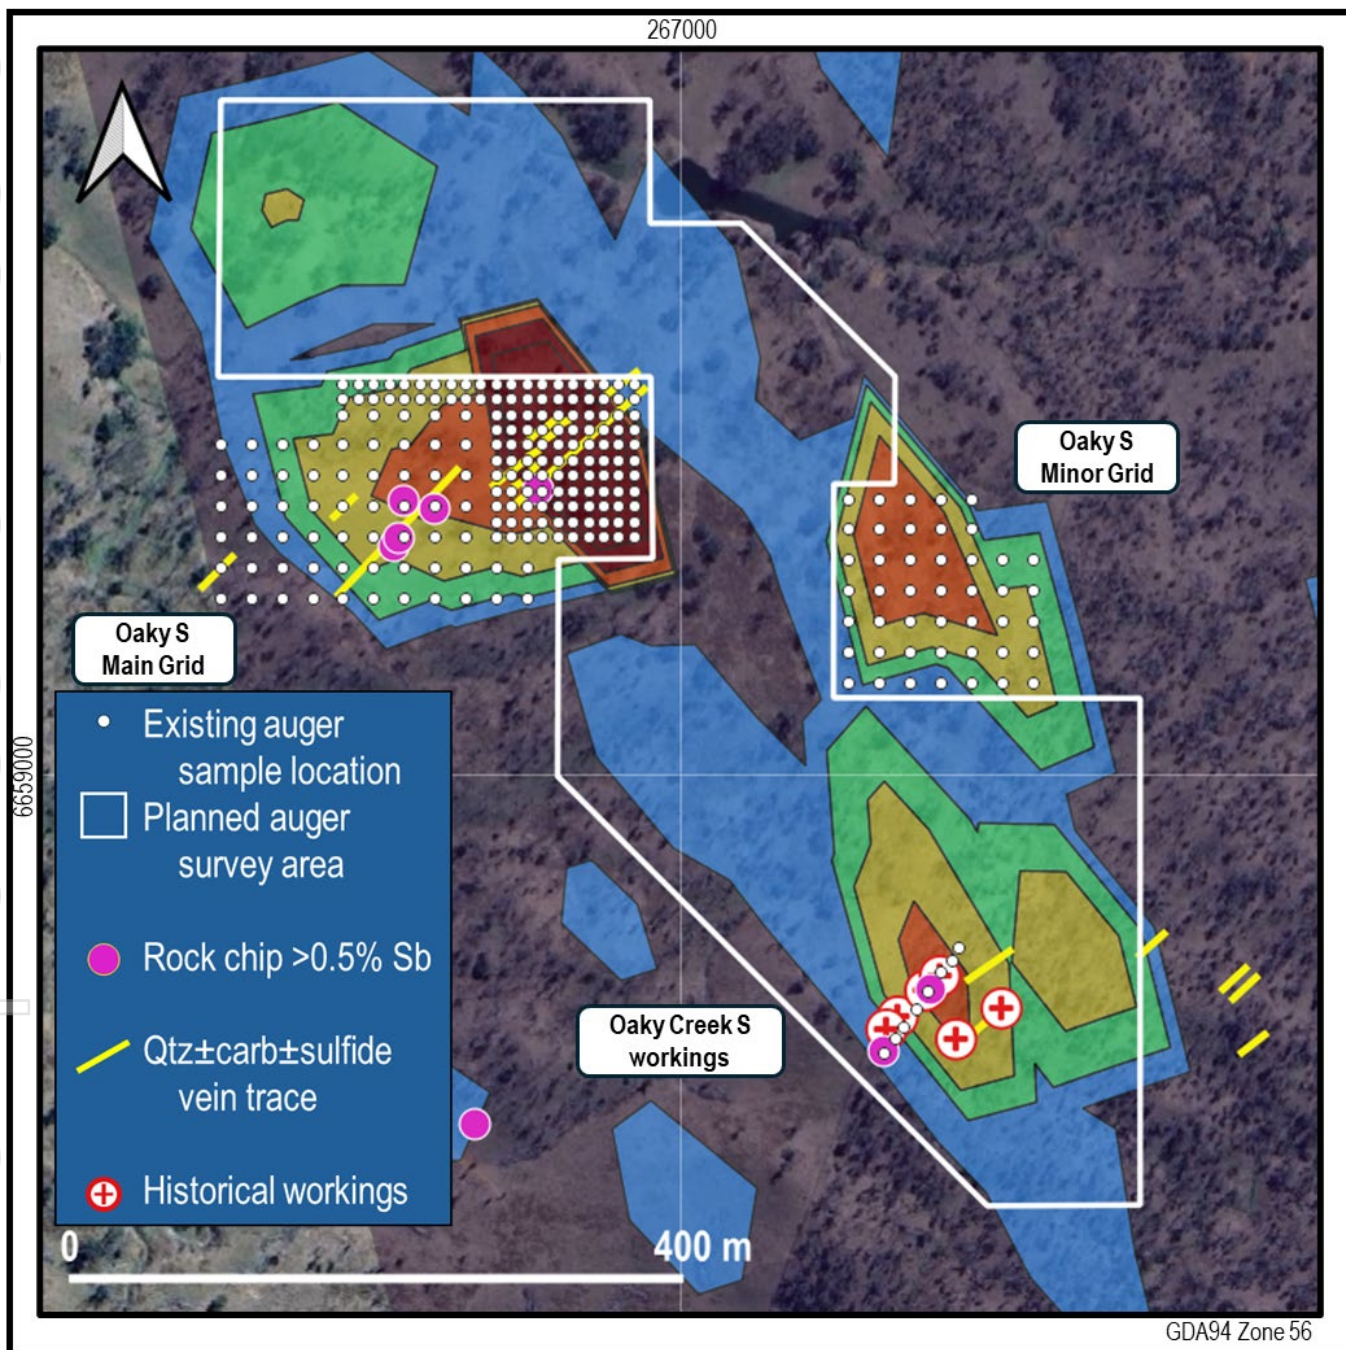 267000
Oaky S
Minor Grid
Oaky S
Main Grid
6659000
Existing auger
sample location
Planned auger
survey area
Rock chip >0.5% Sb
Qtz±carb±sulfide
vein trace
Historical workings
Oaky Creek S
workings
0
400 m
GDA94 Zone 56